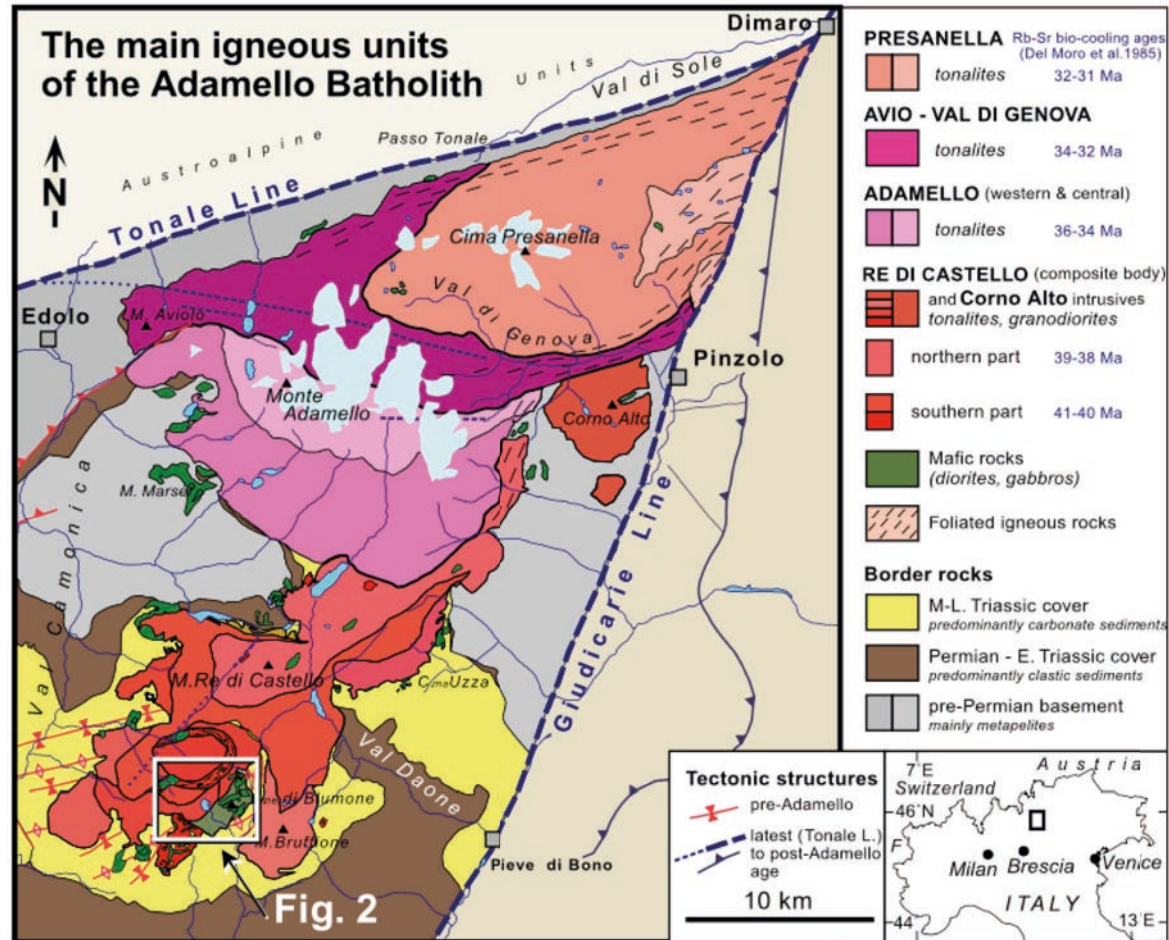 The main igneous units
of the Adamello Batholith
N
Dimaro
Units
Val di Sole
Passo Tonale
Austroalpine
Tonale Line
Cima Presanella
Edolo
M. Aviolo
Val di
Genova
Pinzolo
Monte
Adamello
Corno Alto
M. Marser
Camonica
Giudicarie Line
M.Re di Castello
Cima Uzza
Va
Val Daone
di Blumone
M.Bruffione
Pieve di Bono
Fig. 2
PRESANELLA Rb-Sr bio-cooling ages
(Del Moro et al.1985)
tonalites 32-31 Ma
AVIO - VAL DI GENOVA
tonalites 34-32 Ma
ADAMELLO (western & central)
tonalites 36-34 Ma
RE DI CASTELLO (composite body)
and Corno Alto intrusives
tonalites, granodiorites
northern part 39-38 Ma
southern part 41-40 Ma
Mafic rocks
(diorites, gabbros)
Foliated igneous rocks
Border rocks
M-L. Triassic cover
predominantly carbonate sediments
Permian - E. Triassic cover
predominantly clastic sediments
pre-Permian basement
mainly metapelites
Tectonic structures
pre-Adamello
latest (Tonale L.)
to post-Adamello
age
10 km
7°E
Austria
Switzerland
46°N
F
Milan
Brescia
Venice
ITALY
44
13°E